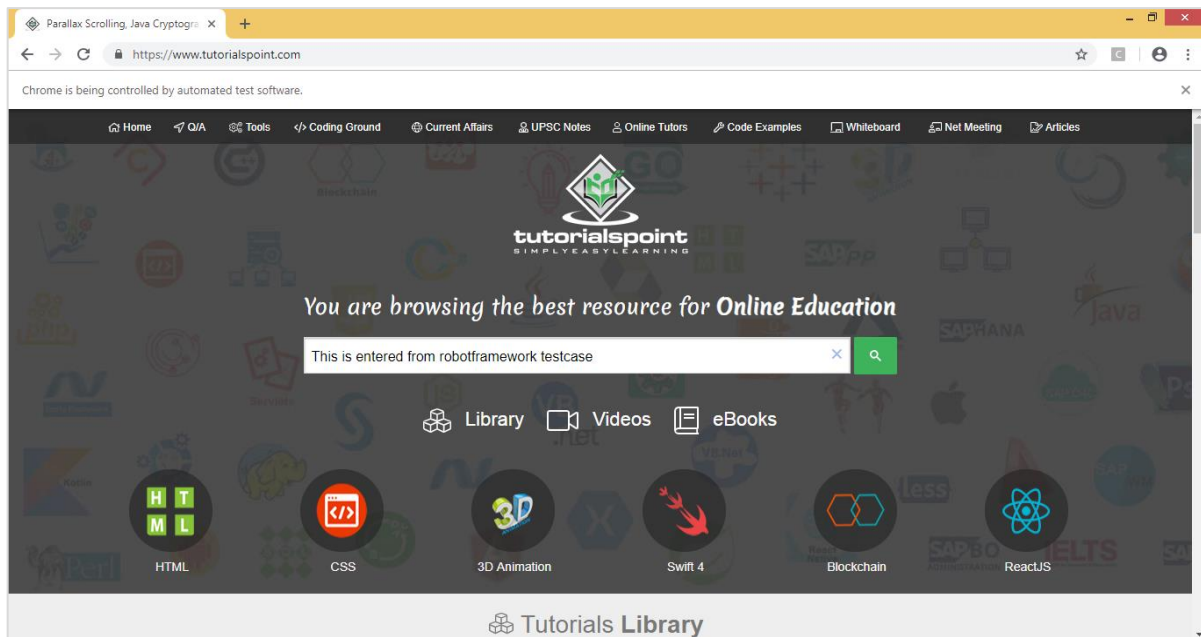 Parallax Scrolling, Java Cryptogra
https://www.tutorialspoint.com
Chrome is being controlled by automated test software.
Home Q/A Tools Coding Ground Current Affairs UPSC Notes Online Tutors Code Examples Whiteboard Net Meeting Articles
tutorialspoint
SIMPLYEASYLEARNING
You are browsing the best resource for Online Education
This is entered from robotframework testcase
Library Videos eBooks
HTML CSS 3D Animation Swift 4 Blockchain ReactJS
Tutorials Library